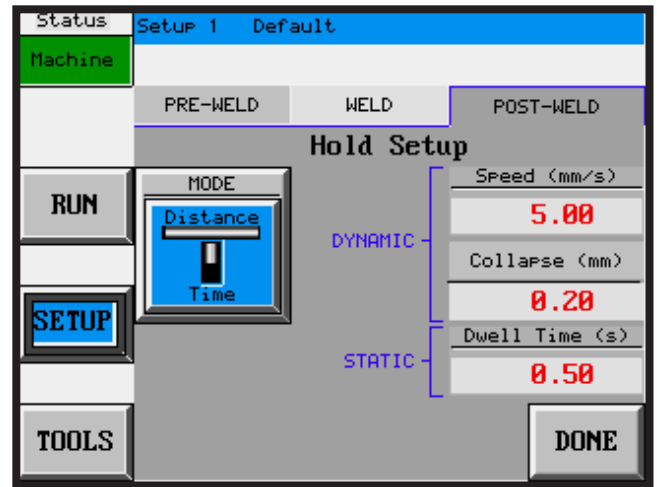 Status
Setup 1 Default
Machine
PRE-WELD WELD POST-WELD
Hold Setup
RUN
SETUP
TOOLS
MODE
Distance
Time
DYNAMIC
Speed (mm/s)
5.00
Collapse (mm)
0.20
STATIC
Dwell Time (s)
0.50
DONE